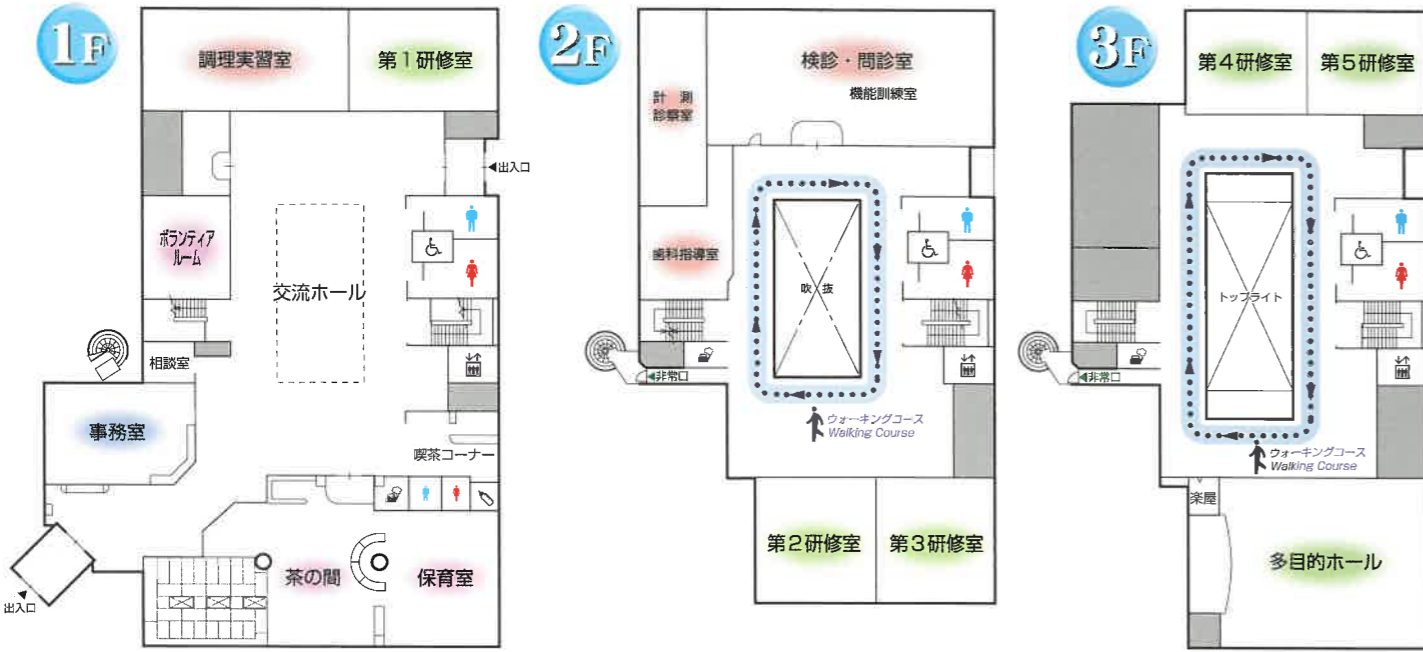 1F
調理実習室
第1研修室
◀出入口
ボランティア
ルーム
交流ホール
相談室
事務室
喫茶コーナー
茶の間
保育室
出入口
2F
検診・問診室
機能訓練室
計測
診察室
歯科指導室
吹抜
◀非常口
ウォーキングコース
Walking Course
第2研修室
第3研修室
3F
第4研修室
第5研修室
トップライト
◀非常口
ウォーキングコース
Walking Course
楽屋
多目的ホール